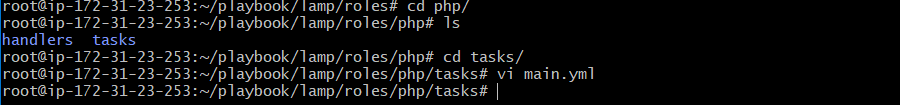 root@ip-172-31-23-253:~/playbook/lamp/roles# cd php/
root@ip-172-31-23-253:~/playbook/lamp/roles/php# ls
handlers  tasks
root@ip-172-31-23-253:~/playbook/lamp/roles/php# cd tasks/
root@ip-172-31-23-253:~/playbook/lamp/roles/php/tasks# vi main.yml
root@ip-172-31-23-253:~/playbook/lamp/roles/php/tasks#